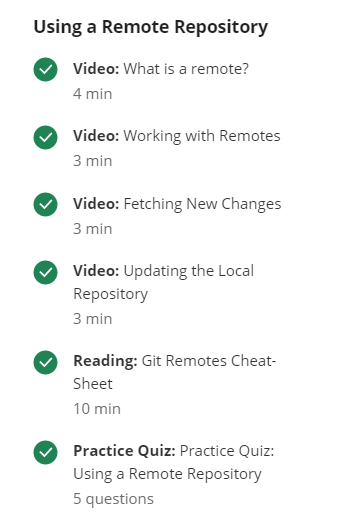 Using a Remote Repository
Video: What is a remote?
4 min
Video: Working with Remotes
3 min
Video: Fetching New Changes
3 min
Video: Updating the Local
Repository
3 min
Reading: Git Remotes Cheat-
Sheet
10 min
Practice Quiz: Practice Quiz:
Using a Remote Repository
5 questions